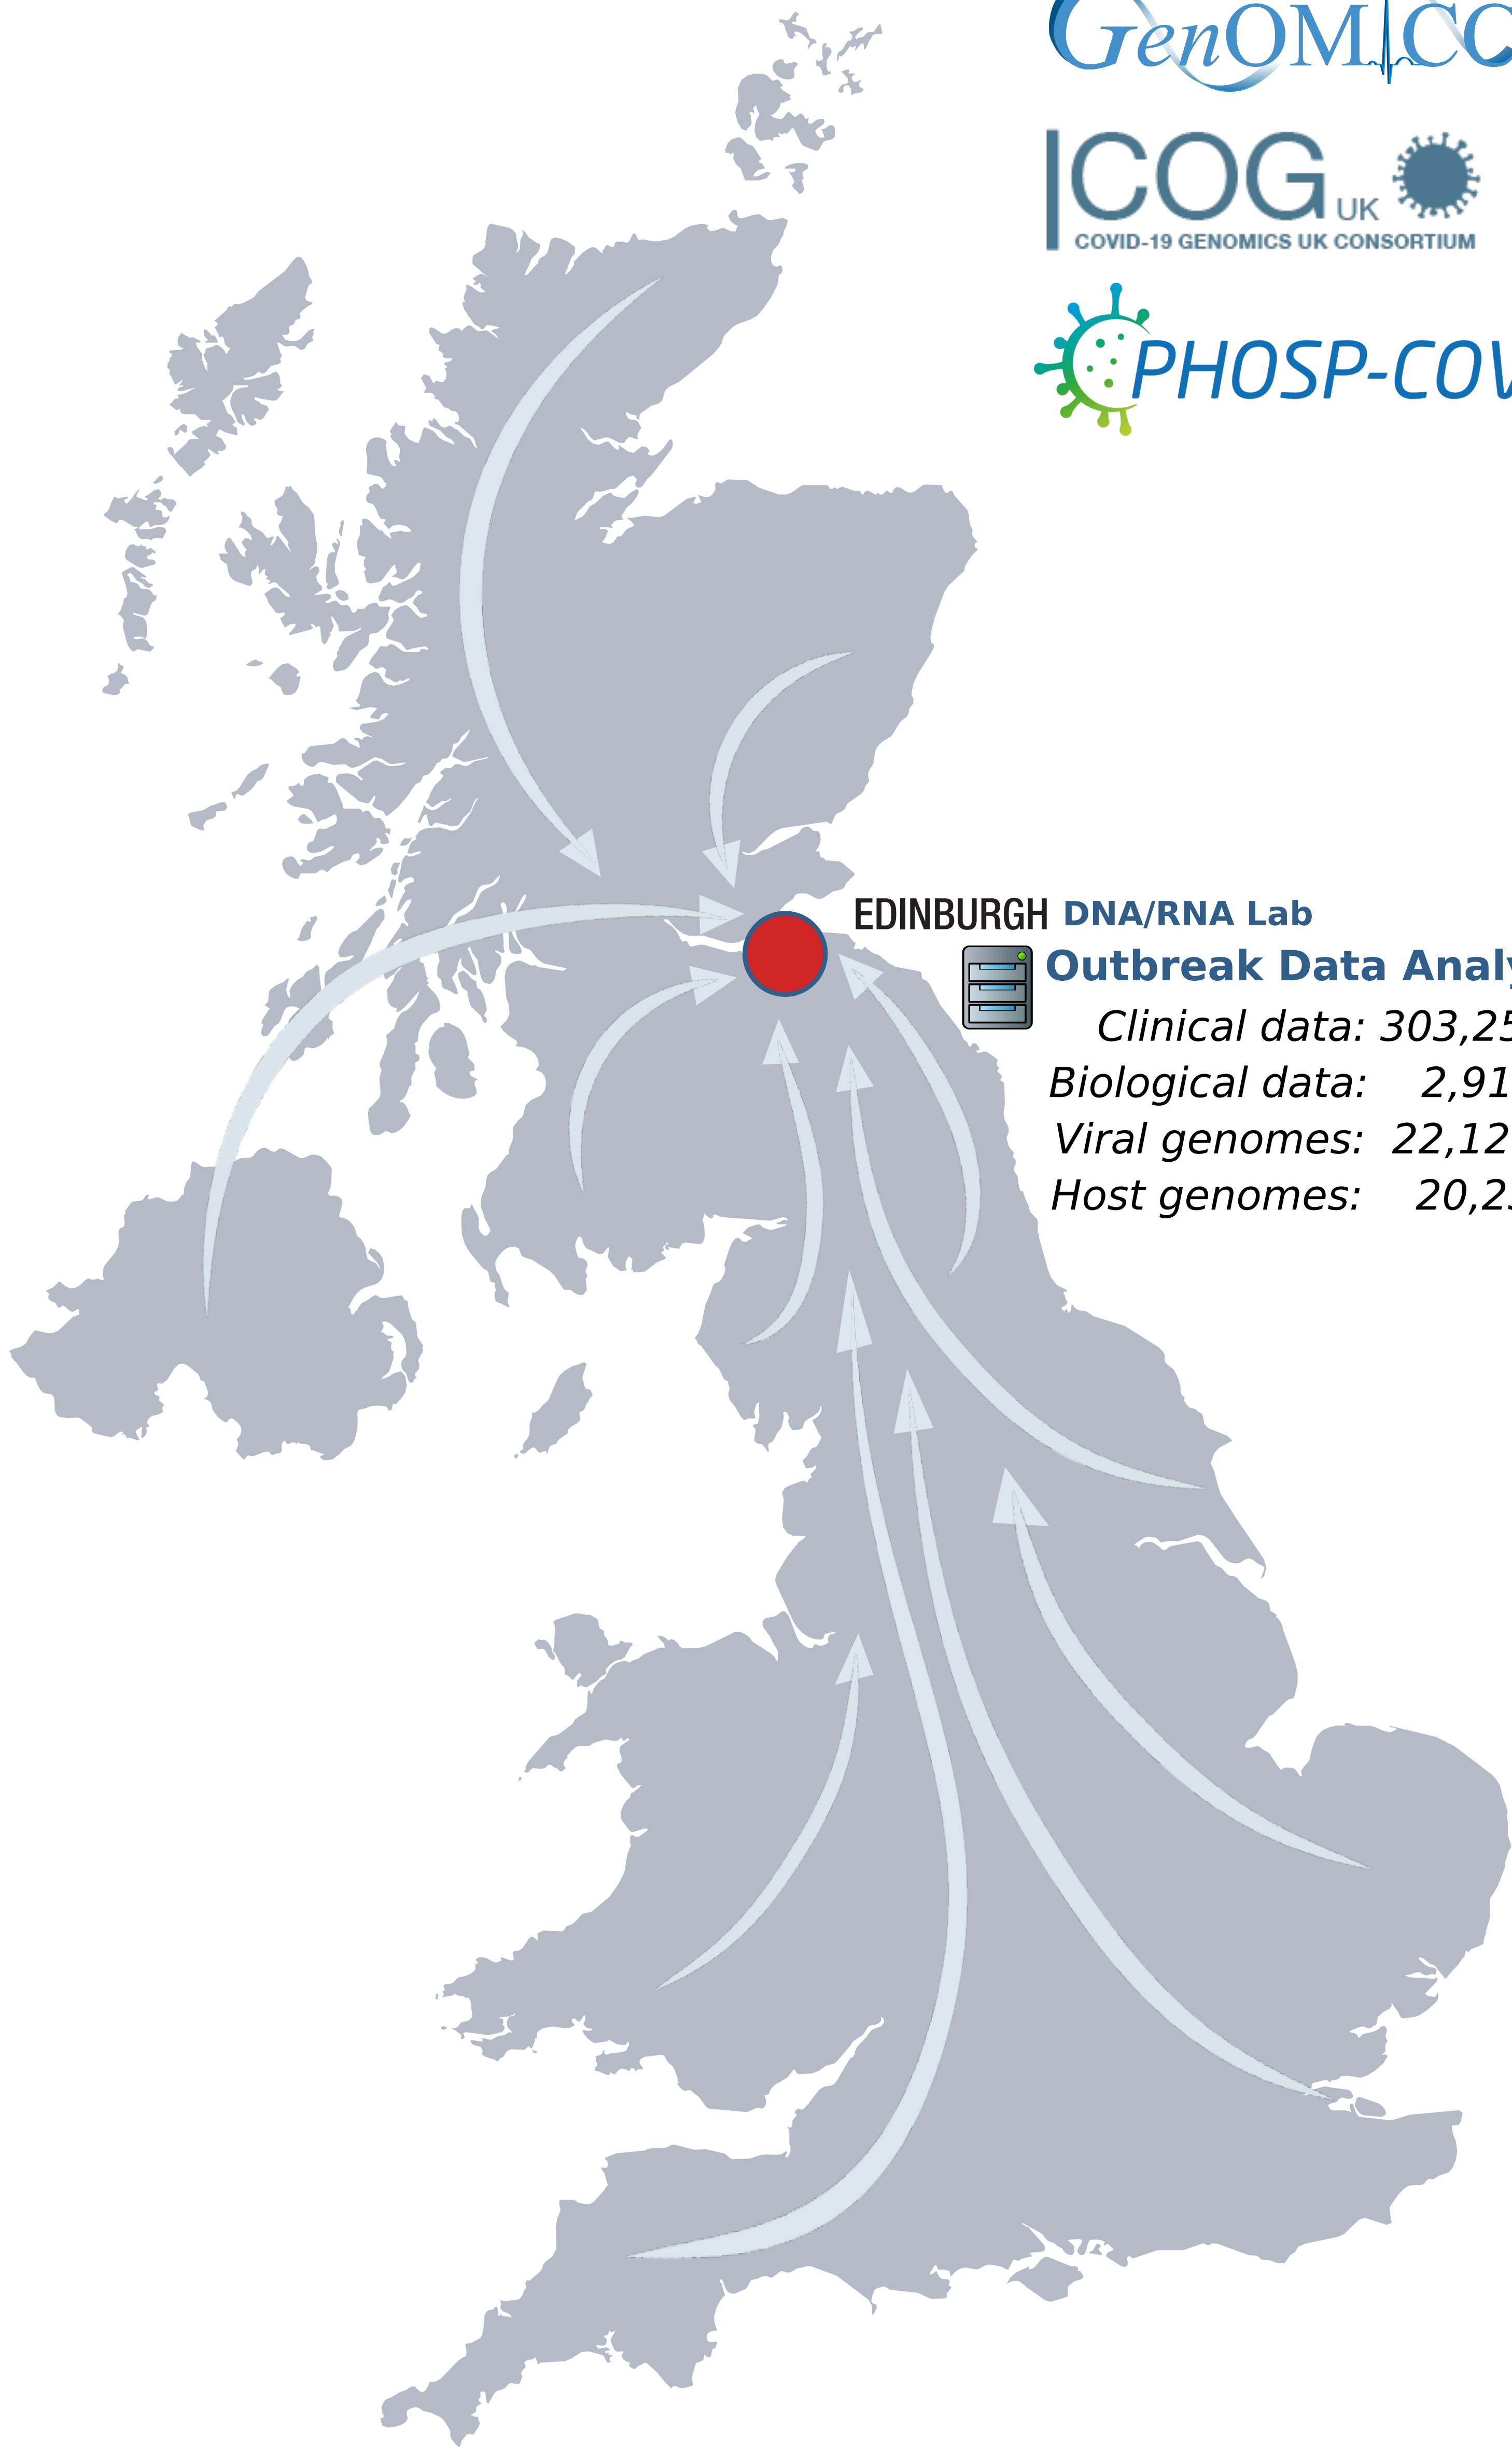 GenOMICC
COG UK
COVID-19 GENOMICS UK CONSORTIUM
PHOSP-COV
EDINBURGH DNA/RNA Lab
Outbreak Data Analy
Clinical data: 303,25
Biological data: 2,91
Viral genomes: 22,12
Host genomes: 20,25